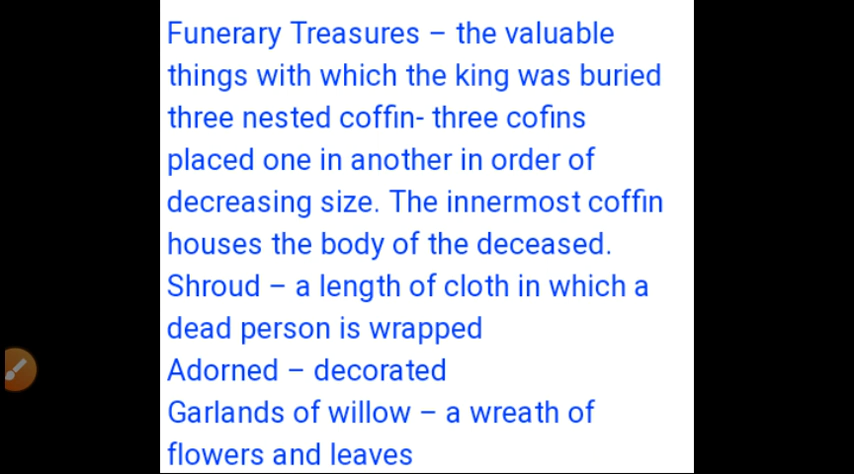 Funerary Treasures – the valuable
things with which the king was buried
three nested coffin- three cofins
placed one in another in order of
decreasing size. The innermost coffin
houses the body of the deceased.
Shroud – a length of cloth in which a
dead person is wrapped
Adorned – decorated
Garlands of willow – a wreath of
flowers and leaves